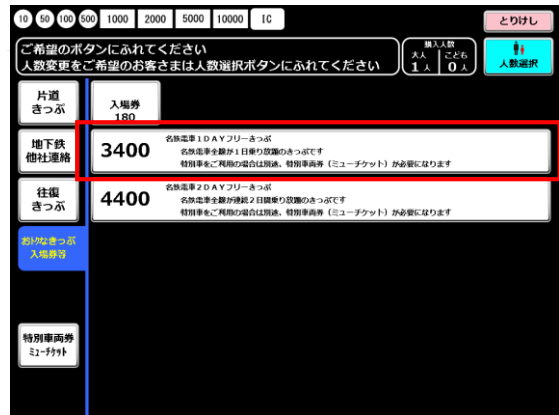 10 50 100 500 1000 2000 5000 10000 IC
とりけし
ご希望のボタンにふれてください
人数変更をご希望のお客さまは人数選択ボタンにふれてください
購入人数
大人 こども
1人 0人
人数選択
片道
きっぷ
入場券
180
地下鉄
他社連絡
3400
名鉄電車1DAYフリーきっぷ
名鉄電車全線が1日乗り放題のきっぷです
特別車をご利用の場合は別途、特別車両券(ミューチケット)が必要になります
往復
きっぷ
4400
名鉄電車2DAYフリーきっぷ
名鉄電車全線が連続2日間乗り放題のきっぷです
特別車をご利用の場合は別途、特別車両券(ミューチケット)が必要になります
おトクなきっぷ
入場券等
特別車両券
ミューチケット